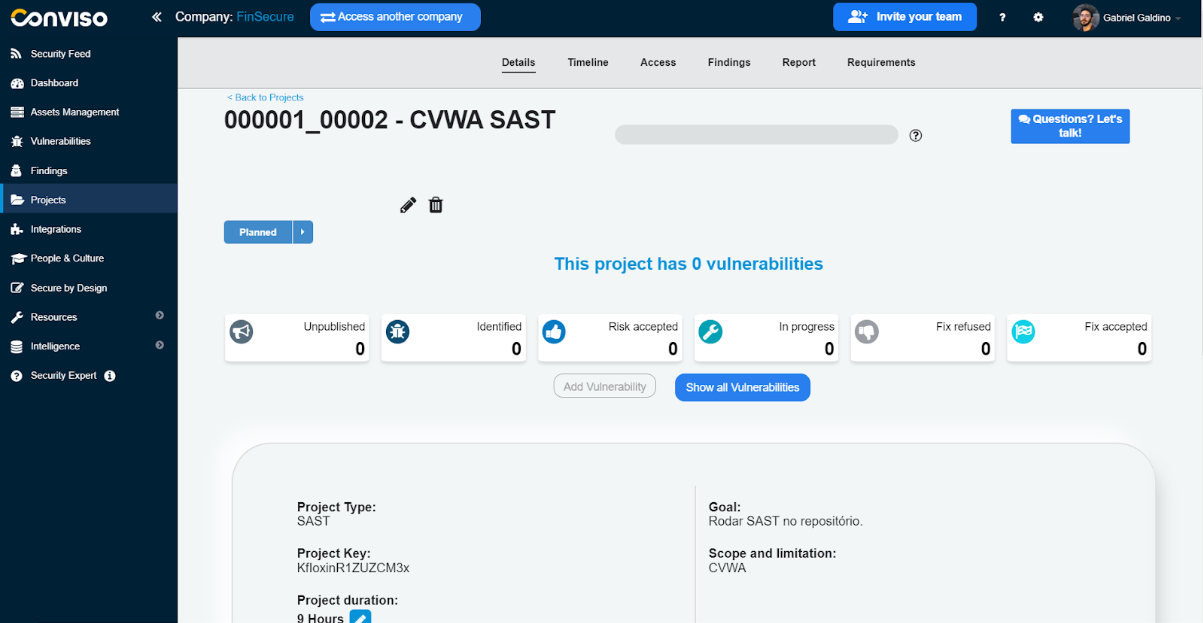 Conviso
Company: FinSecure
Access another company
Invite your team
?
Gabriel Galdino
Security Feed
Dashboard
Assets Management
Vulnerabilities
Findings
Projects
Integrations
People & Culture
Secure by Design
Resources
Intelligence
Security Expert
Details
Timeline
Access
Findings
Report
Requirements
< Back to Projects
000001_00002 - CVWA SAST
?
Questions? Let's
talk!
Planned
This project has 0 vulnerabilities
Unpublished
0
Identified
0
Risk accepted
0
In progress
0
Fix refused
0
Fix accepted
0
Add Vulnerability
Show all Vulnerabilities
Project Type:
SAST
Project Key:
KfIoxinR1ZUZCM3x
Project duration:
9 Hours
Goal:
Rodar SAST no repositório.
Scope and limitation:
CVWA